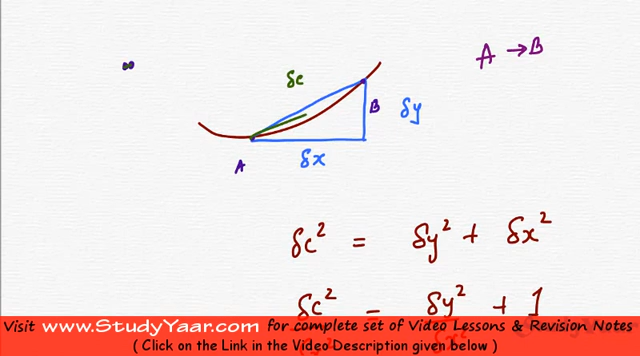 A → B
δc
B
δy
A
δx
δc² = δy² + δx²
δc² = δy² + 1
Visit www.StudyYaar.com for complete set of Video Lessons & Revision Notes
( Click on the Link in the Video Description given below )